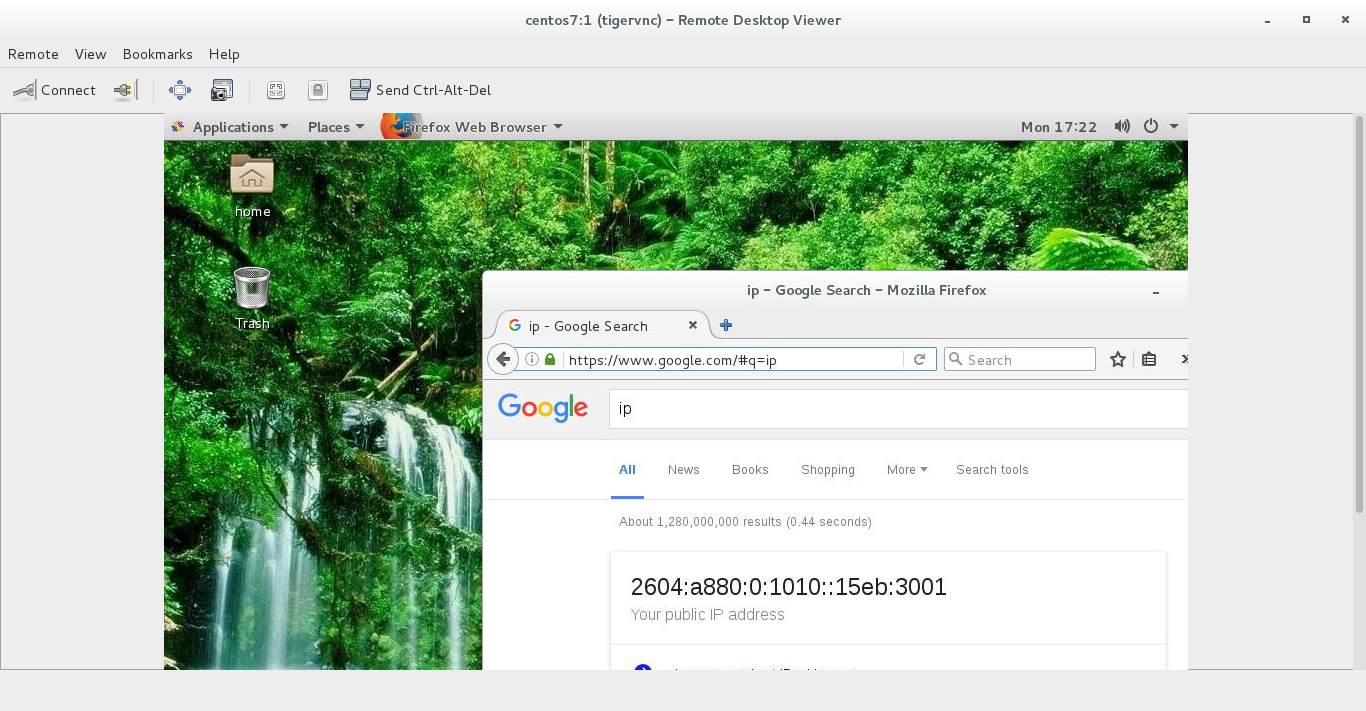 centos7:1 (tigervnc) – Remote Desktop Viewer
Remote View Bookmarks Help
Connect Send Ctrl-Alt-Del
Applications Places Firefox Web Browser Mon 17:22
home
Trash
ip – Google Search – Mozilla Firefox
ip - Google Search
https://www.google.com/#q=ip Search
Google ip
All News Books Shopping More Search tools
About 1,280,000,000 results (0.44 seconds)
2604:a880:0:1010::15eb:3001
Your public IP address